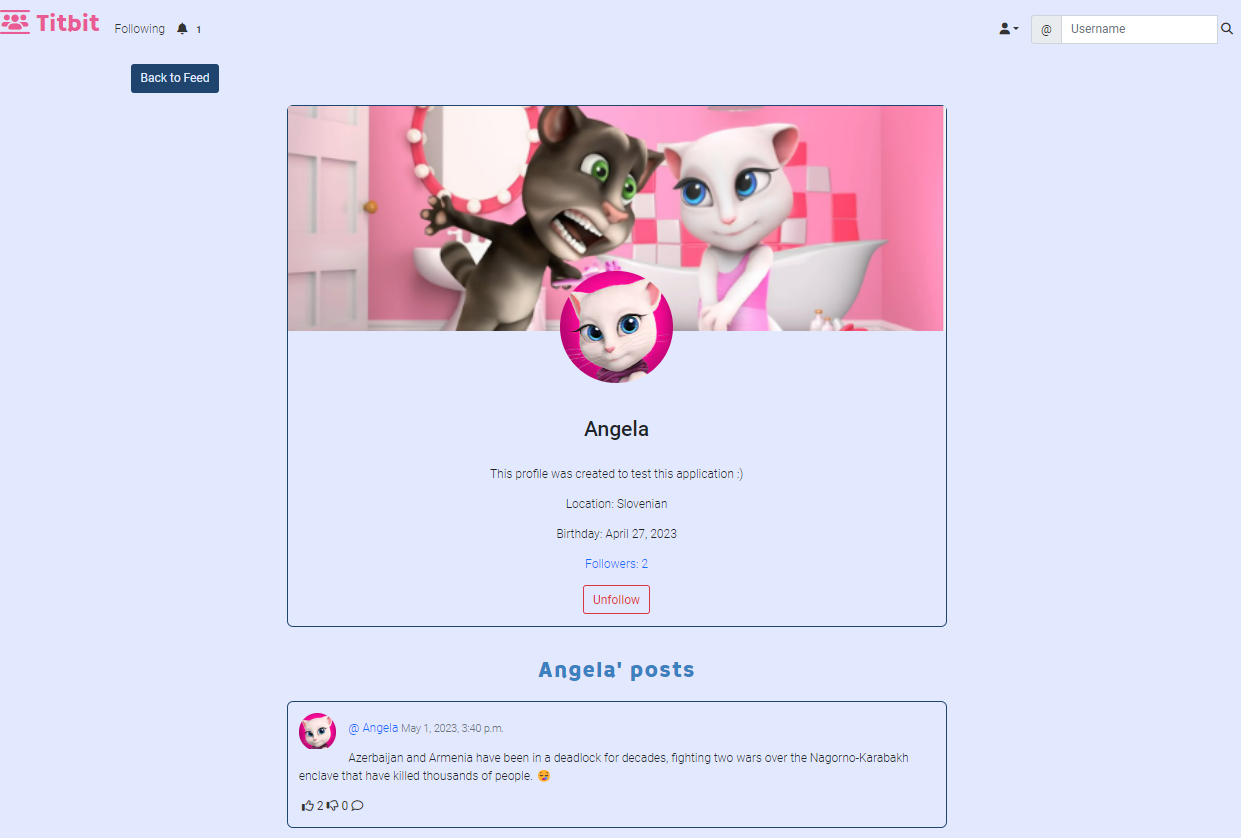 Titbit Following 1 @ Username
Back to Feed
Angela
This profile was created to test this application :)
Location: Slovenian
Birthday: April 27, 2023
Followers: 2
Unfollow
Angela' posts
@ Angela May 1, 2023, 3:40 p.m.
Azerbaijan and Armenia have been in a deadlock for decades, fighting two wars over the Nagorno-Karabakh
enclave that have killed thousands of people. 😪
2 0